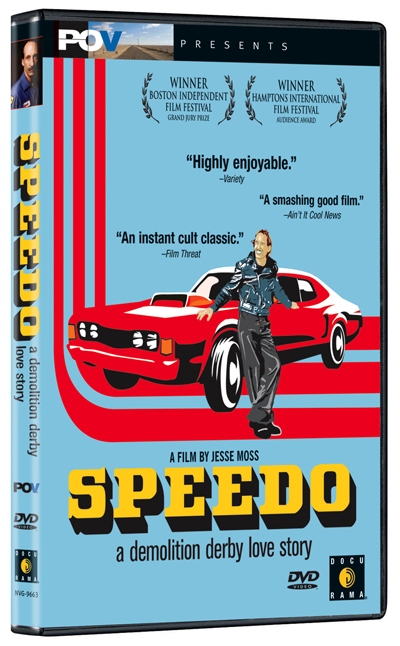 POV PRESENTS
WINNER
BOSTON INDEPENDENT
FILM FESTIVAL
GRAND JURY PRIZE
WINNER
HAMPTONS INTERNATIONAL
FILM FESTIVAL
AUDIENCE AWARD
"Highly enjoyable."
–Variety
"A smashing good film."
–Ain't It Cool News
"An instant cult classic."
–Film Threat
A FILM BY JESSE MOSS
SPEEDO
a demolition derby love story
DVD
VIDEO
DOCU
RAMA
SPEEDO
a demolition derby
love story
POV
DVD
VIDEO
DOCU
RAMA
NVG-9663